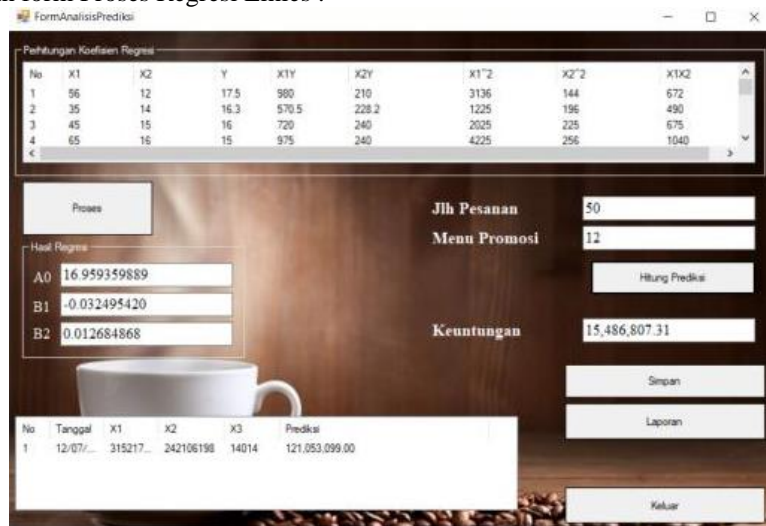 FormAnalisisPrediksi
Perhitungan Koefisien Regresi
No X1 X2 Y X1Y X2Y X1^2 X2^2 X1X2
1 56 12 17.5 980 210 3136 144 672
2 35 14 16.3 570.5 228.2 1225 196 490
3 45 15 16 720 240 2025 225 675
4 65 16 15 975 240 4225 256 1040
Proses
Jlh Pesanan 50
Menu Promosi 12
Hasil Regresi
Hitung Prediksi
A0 16.959359889
B1 -0.032495420
B2 0.012684868
Keuntungan 15,486,807.31
Simpan
Laporan
No Tanggal X1 X2 X3 Prediksi
1 12/07/... 315217... 242106198 14014 121,053,099.00
Keluar